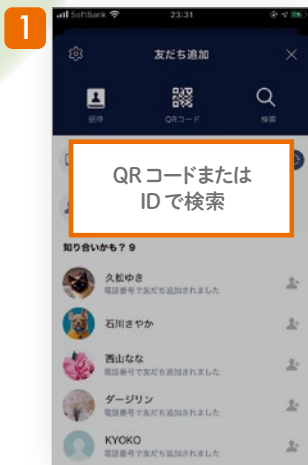 1
SoftBank 23:31
友だち追加
招待 QRコード 検索
QRコードまたは
IDで検索
知り合いかも？9
久松ゆき
電話番号で友だち追加されました
石川さやか
西山なな
電話番号で友だち追加されました
ダージリン
電話番号で友だち追加されました
KYOKO
電話番号で友だち追加されました